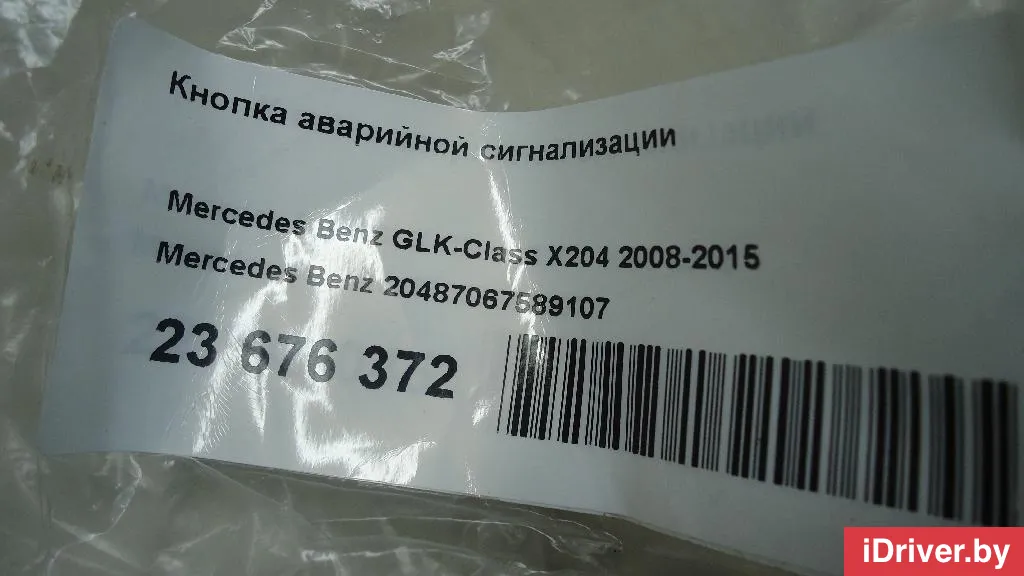 Кнопка аварийной сигнализации
Mercedes Benz GLK-Class X204 2008-2015
Mercedes Benz 20487067589107
23 676 372
iDriver.by